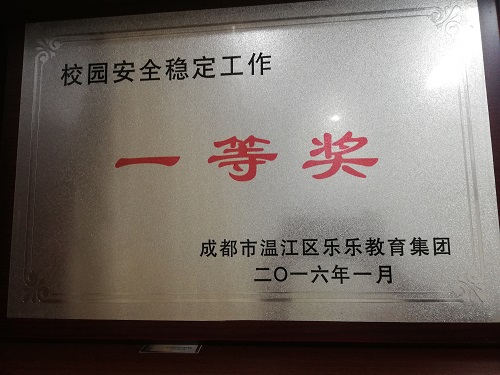 校园安全稳定工作
一等奖
成都市温江区乐乐教育集团
二〇一六年一月